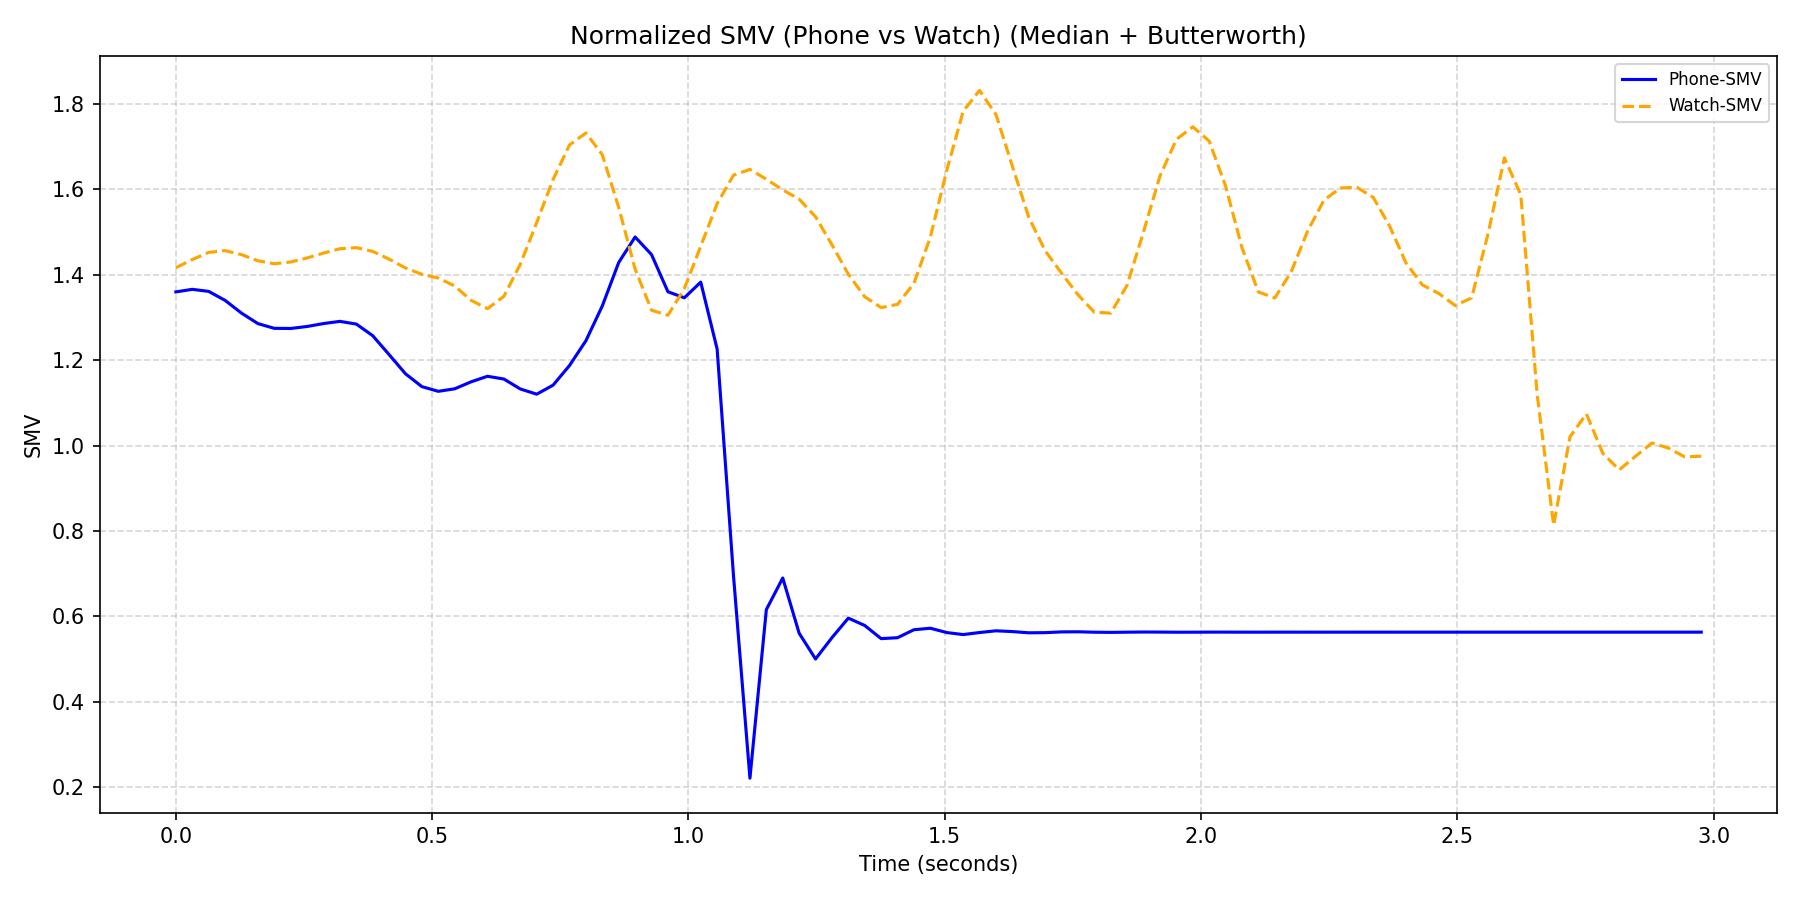 Normalized SMV (Phone vs Watch) (Median + Butterworth)
Phone-SMV
Watch-SMV
SMV
1.8
1.6
1.4
1.2
1.0
0.8
0.6
0.4
0.2
0.0 0.5 1.0 1.5 2.0 2.5 3.0
Time (seconds)